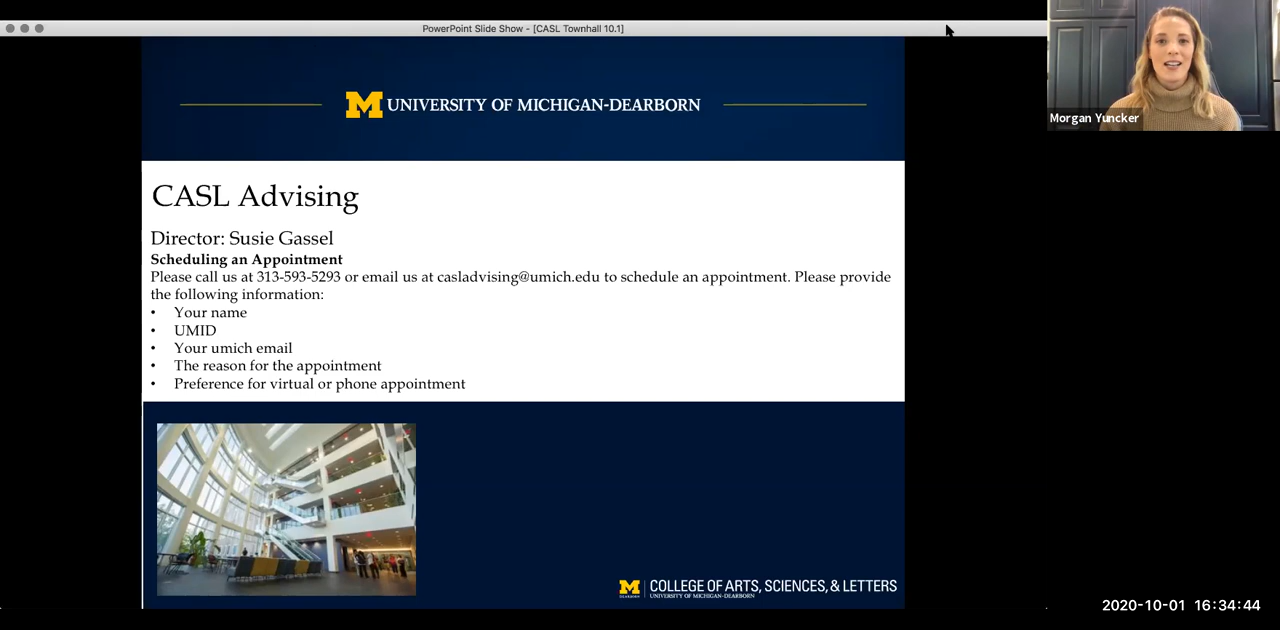 PowerPoint Slide Show - [CASL Townhall 10.1]
M UNIVERSITY OF MICHIGAN-DEARBORN
Morgan Yuncker
CASL Advising
Director: Susie Gassel
Scheduling an Appointment
Please call us at 313-593-5293 or email us at casladvising@umich.edu to schedule an appointment. Please provide
the following information:
• Your name
• UMID
• Your umich email
• The reason for the appointment
• Preference for virtual or phone appointment
M DEARBORN
COLLEGE OF ARTS, SCIENCES, & LETTERS
UNIVERSITY OF MICHIGAN-DEARBORN
2020-10-01 16:34:44